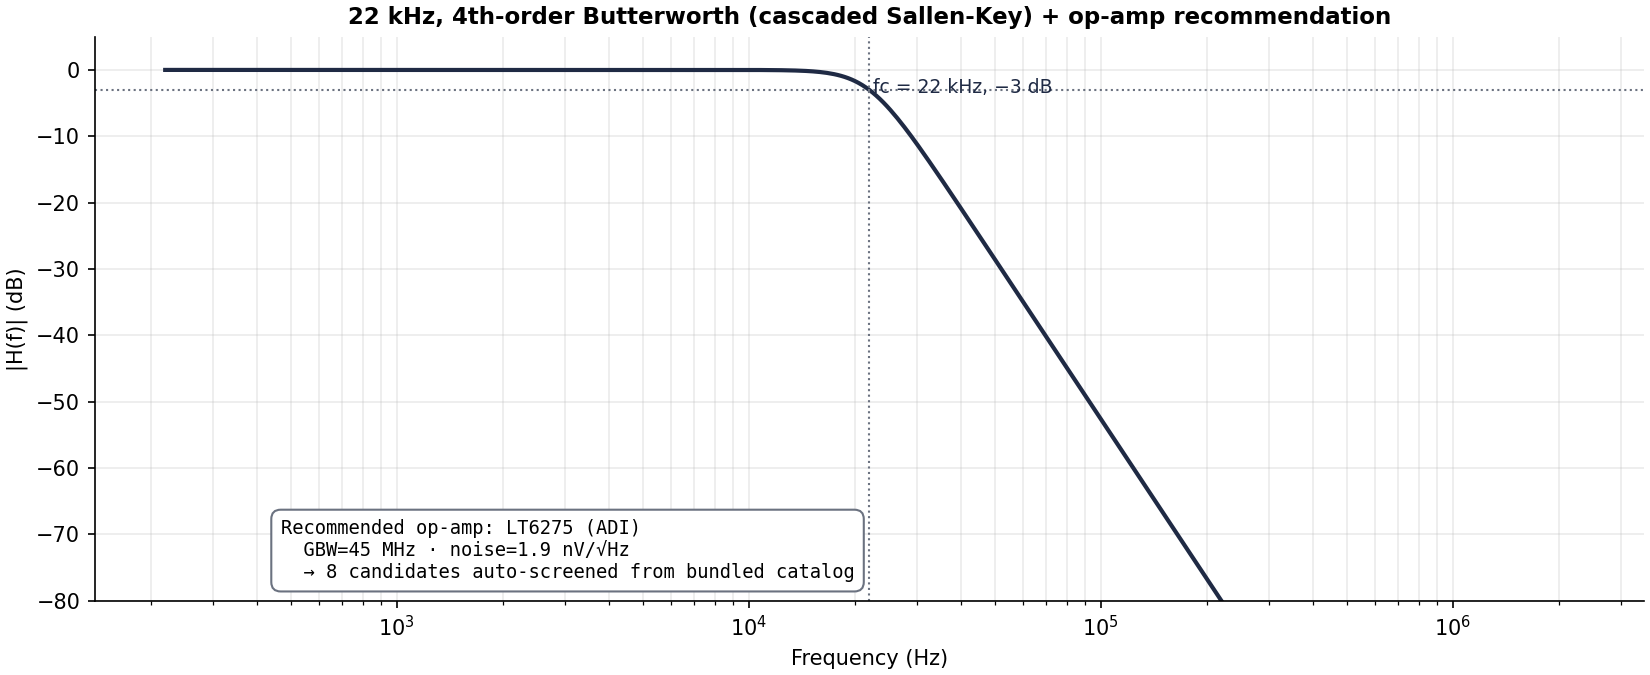 22 kHz, 4th-order Butterworth (cascaded Sallen-Key) + op-amp recommendation
|H(f)| (dB)
0
−10
−20
−30
−40
−50
−60
−70
−80
fc = 22 kHz, −3 dB
Recommended op-amp: LT6275 (ADI)
GBW=45 MHz · noise=1.9 nV/√Hz
→ 8 candidates auto-screened from bundled catalog
10³
10⁴
10⁵
10⁶
Frequency (Hz)